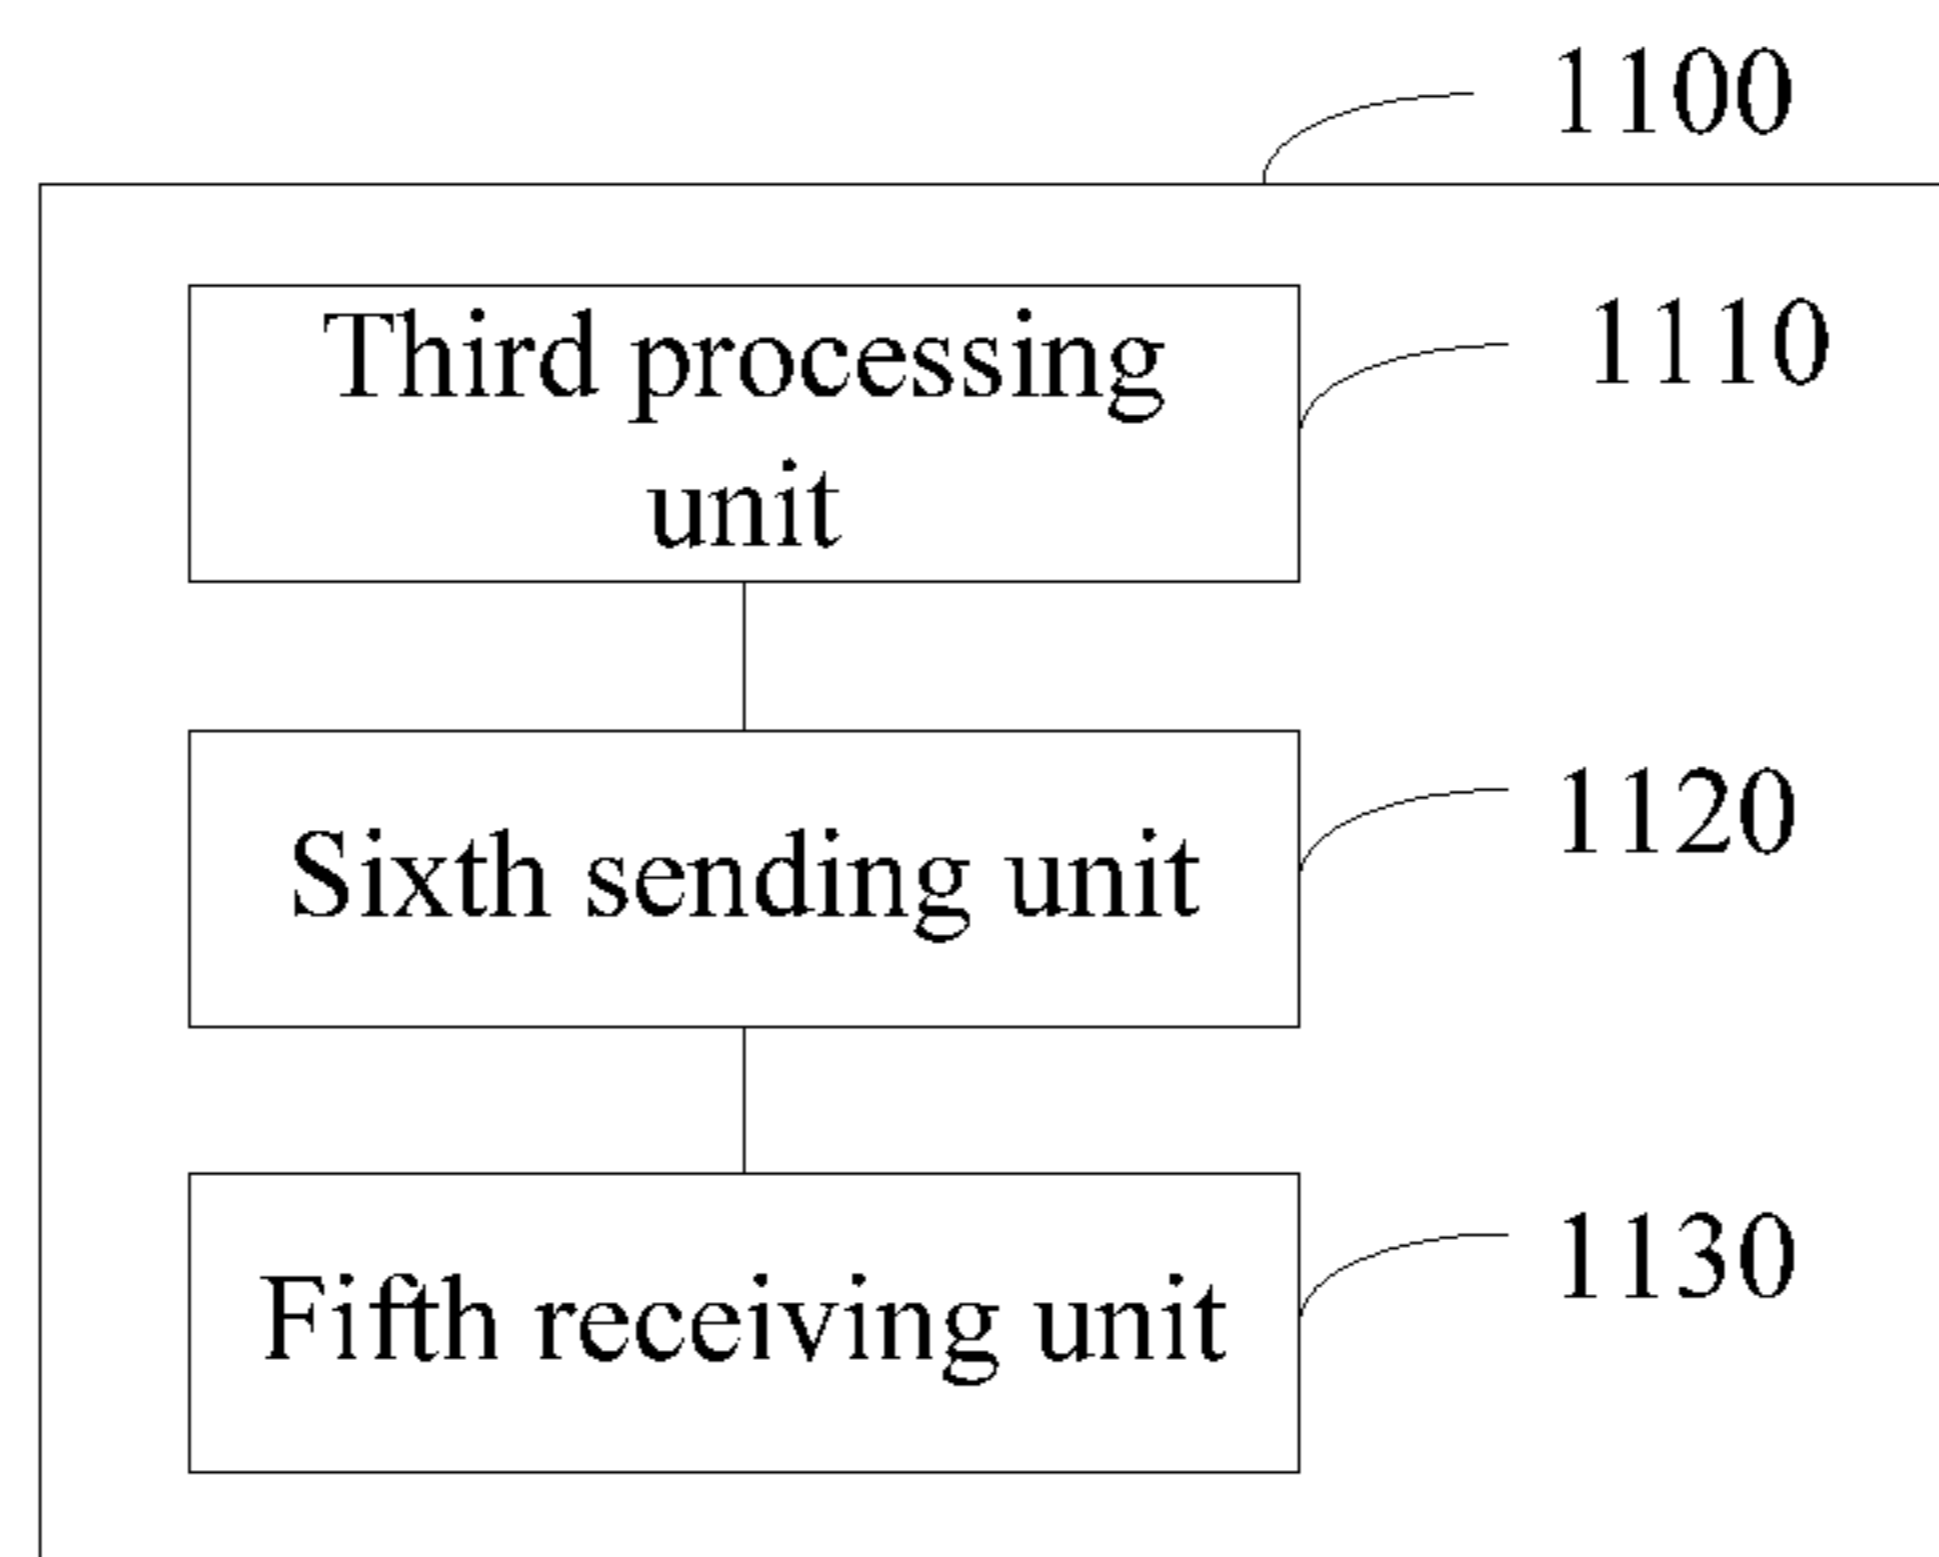 1100
Third processing
unit
1110
Sixth sending unit
1120
Fifth receiving unit
1130